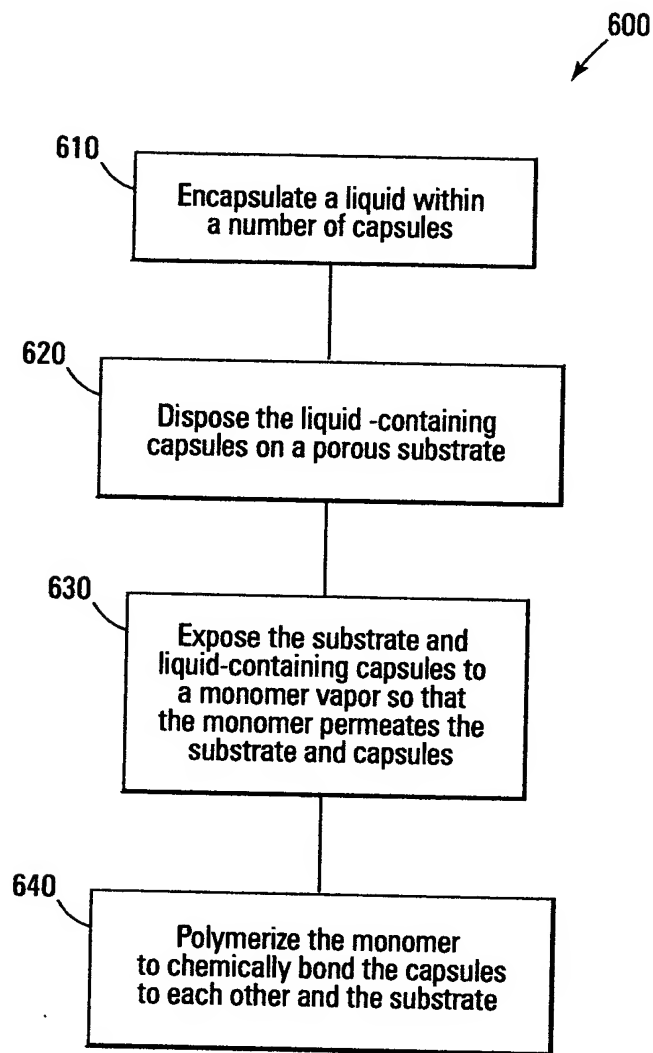 600
610
Encapsulate a liquid within
a number of capsules
620
Dispose the liquid -containing
capsules on a porous substrate
630
Expose the substrate and
liquid-containing capsules to
a monomer vapor so that
the monomer permeates the
substrate and capsules
640
Polymerize the monomer
to chemically bond the capsules
to each other and the substrate